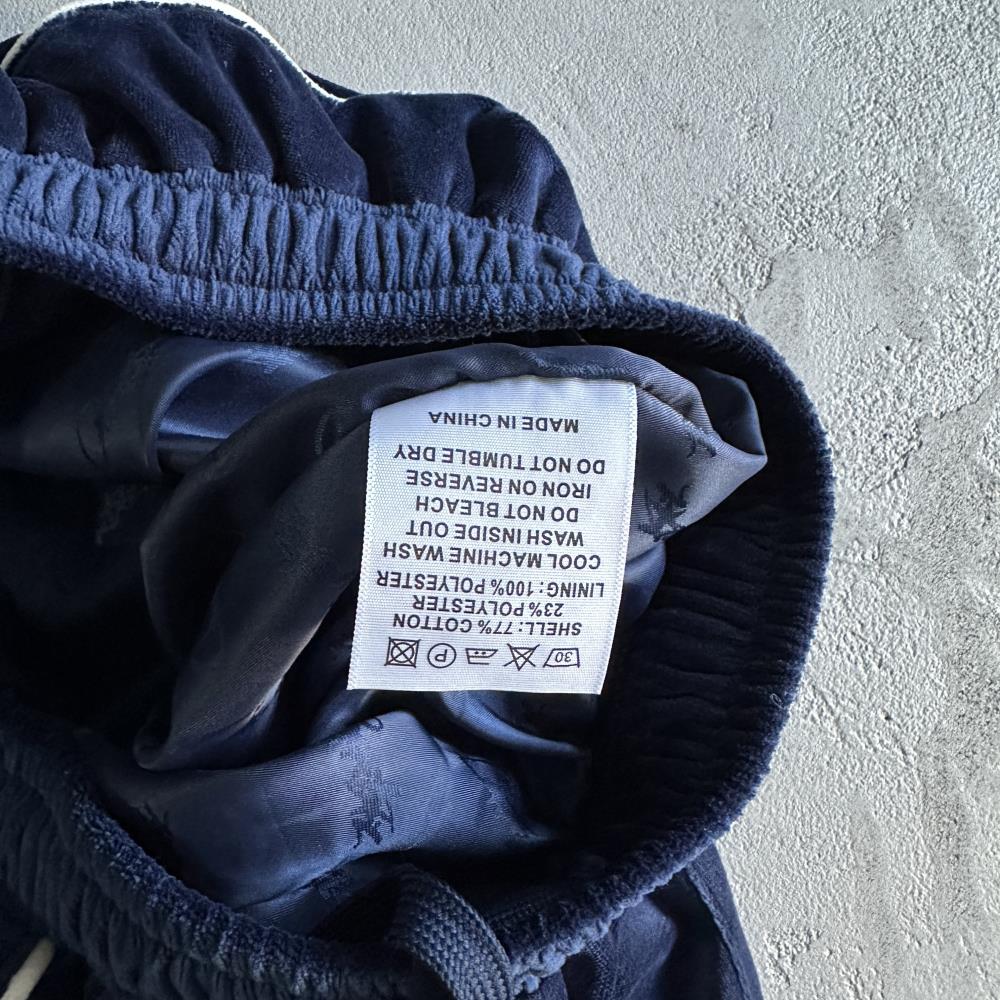 30 P
SHELL: 77% COTTON
23% POLYESTER
LINING: 100% POLYESTER
COOL MACHINE WASH
WASH INSIDE OUT
DO NOT BLEACH
IRON ON REVERSE
DO NOT TUMBLE DRY
MADE IN CHINA